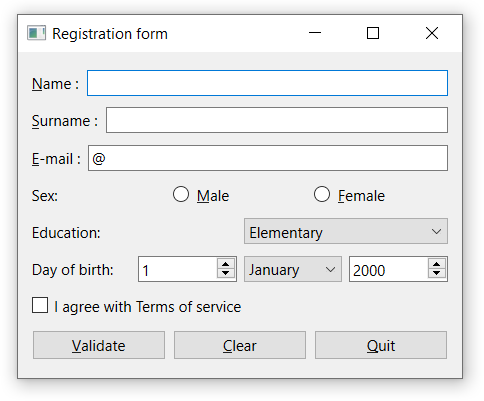 Registration form
Name :
Surname :
E-mail : @
Sex: Male Female
Education: Elementary
Day of birth: 1 January 2000
I agree with Terms of service
Validate Clear Quit